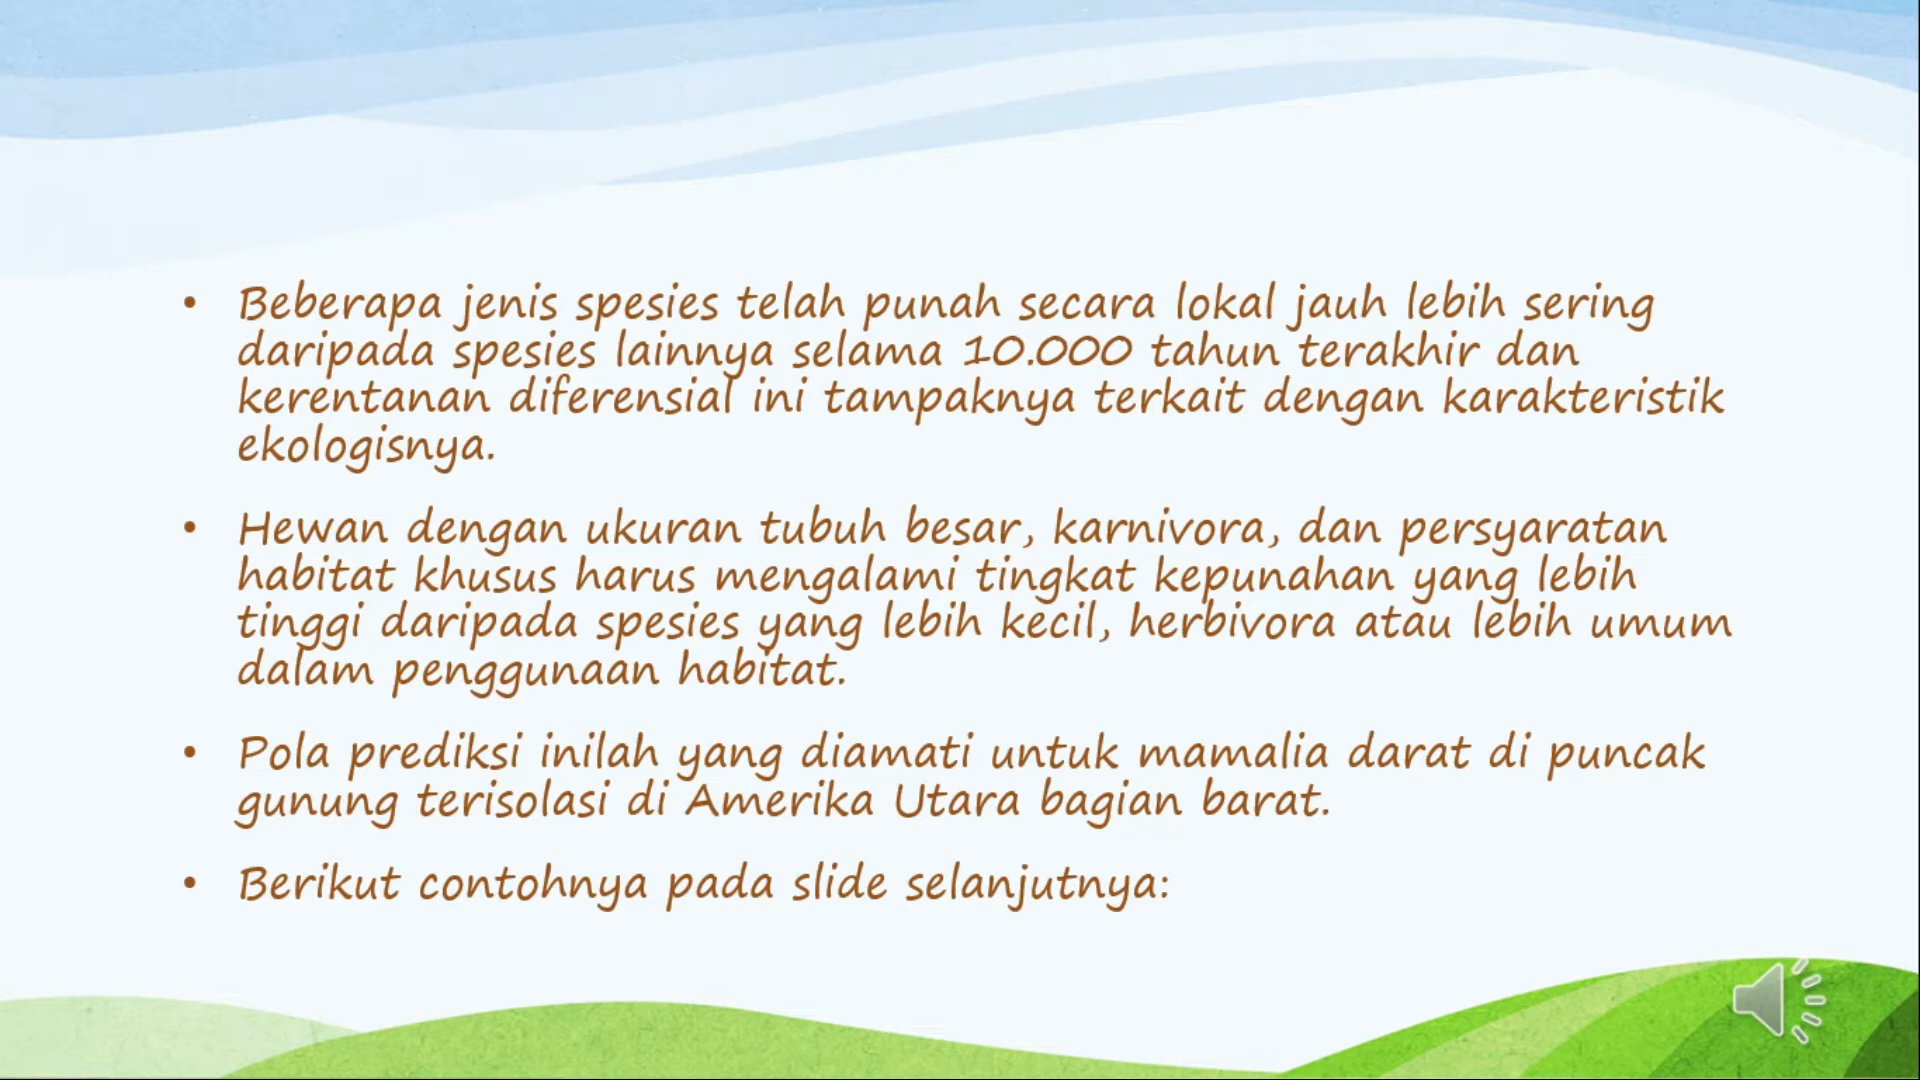 • Beberapa jenis spesies telah punah secara lokal jauh lebih sering
daripada spesies lainnya selama 10.000 tahun terakhir dan
kerentanan diferensial ini tampaknya terkait dengan karakteristik
ekologisnya.
• Hewan dengan ukuran tubuh besar, karnivora, dan persyaratan
habitat khusus harus mengalami tingkat kepunahan yang lebih
tinggi daripada spesies yang lebih kecil, herbivora atau lebih umum
dalam penggunaan habitat.
• Pola prediksi inilah yang diamati untuk mamalia darat di puncak
gunung terisolasi di Amerika Utara bagian barat.
• Berikut contohnya pada slide selanjutnya: